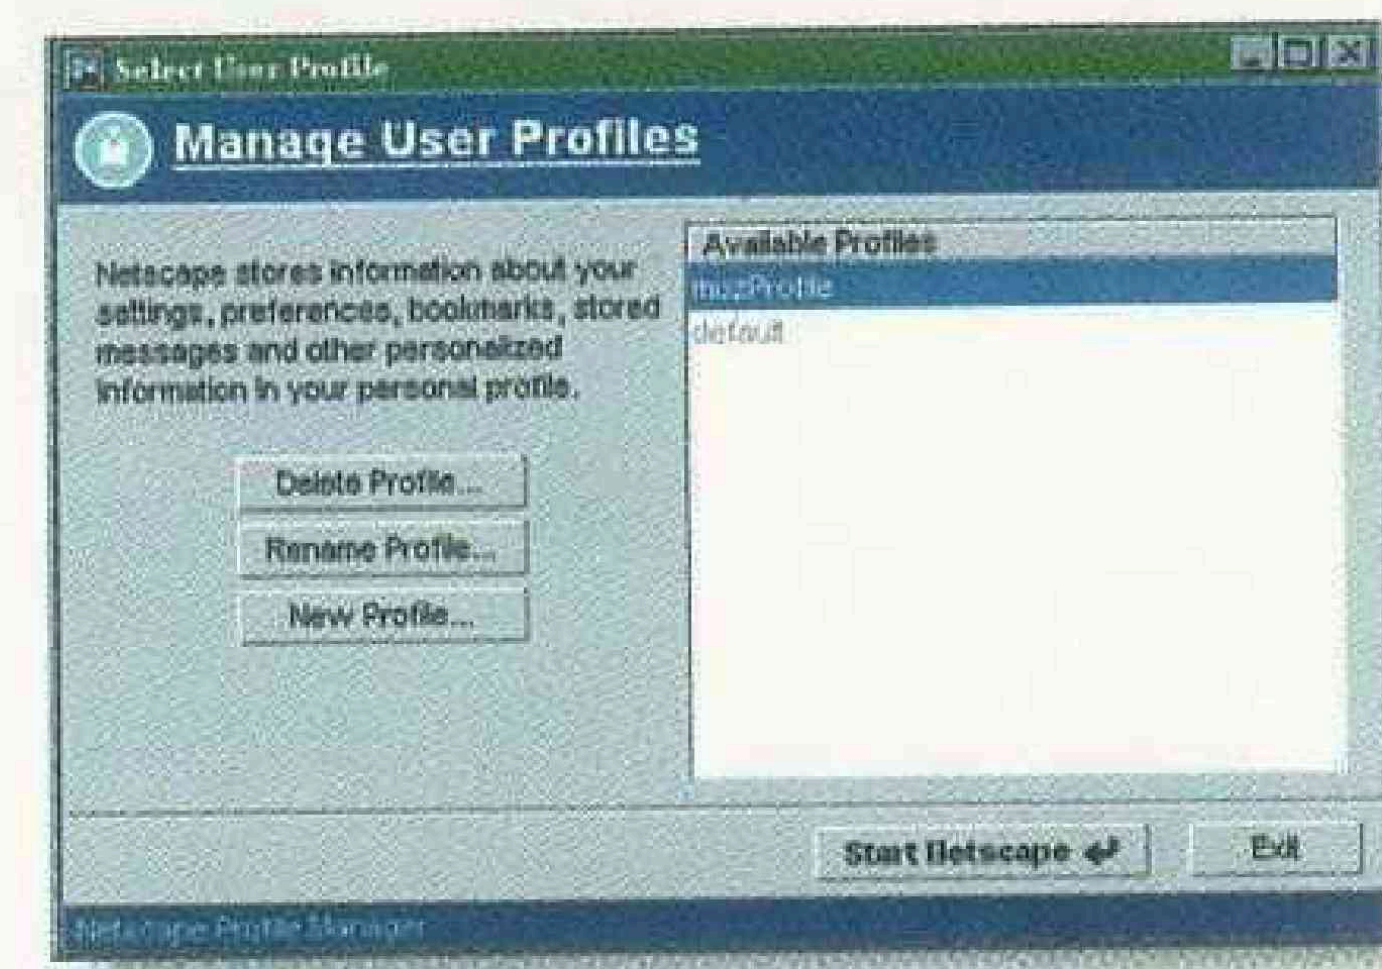 Select User Profile
Manage User Profiles
Netscape stores information about your
settings, preferences, bookmarks, stored
messages and other personalized
information in your personal profile.
Delete Profile...
Rename Profile...
New Profile...
Available Profiles
mozProfile
default
Start Netscape
Exit
Netscape Profile Manager